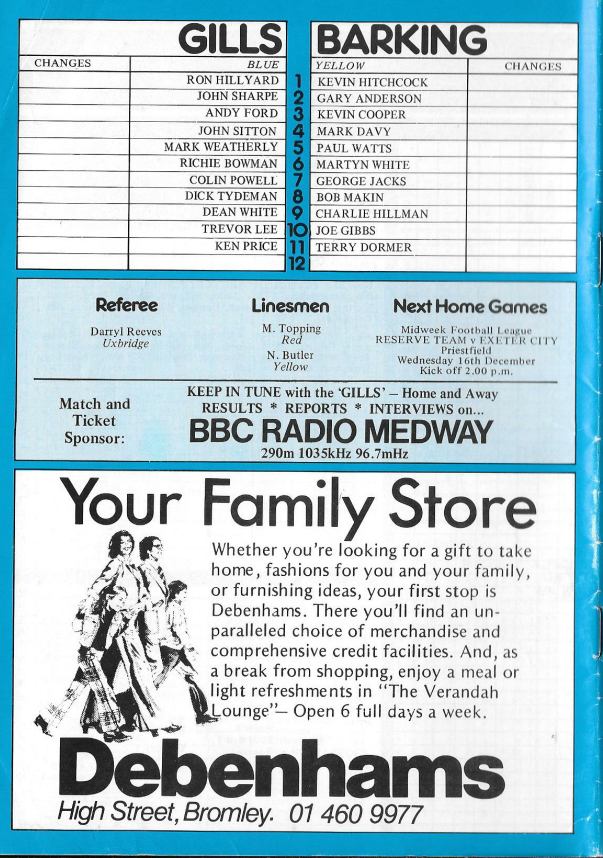 GILLS BARKING
CHANGES BLUE YELLOW CHANGES
RON HILLYARD 1 KEVIN HITCHCOCK
JOHN SHARPE 2 GARY ANDERSON
ANDY FORD 3 KEVIN COOPER
JOHN SITTON 4 MARK DAVY
MARK WEATHERLY 5 PAUL WATTS
RICHIE BOWMAN 6 MARTYN WHITE
COLIN POWELL 7 GEORGE JACKS
DICK TYDEMAN 8 BOB MAKIN
DEAN WHITE 9 CHARLIE HILLMAN
TREVOR LEE 10 JOE GIBBS
KEN PRICE 11 TERRY DORMER
12
Referee
Darryl Reeves
Uxbridge
Linesmen
M. Topping
Red
N. Butler
Yellow
Next Home Games
Midweek Football League
RESERVE TEAM v EXETER CITY
Priestfield
Wednesday 16th December
Kick off 2.00 p.m.
Match and
Ticket
Sponsor:
KEEP IN TUNE with the 'GILLS' — Home and Away
RESULTS * REPORTS * INTERVIEWS on...
BBC RADIO MEDWAY
290m 1035kHz 96.7mHz
Your Family Store
Whether you're looking for a gift to take
home, fashions for you and your family,
or furnishing ideas, your first stop is
Debenhams. There you'll find an un-
paralleled choice of merchandise and
comprehensive credit facilities. And, as
a break from shopping, enjoy a meal or
light refreshments in "The Verandah
Lounge"— Open 6 full days a week.
Debenhams
High Street, Bromley. 01 460 9977